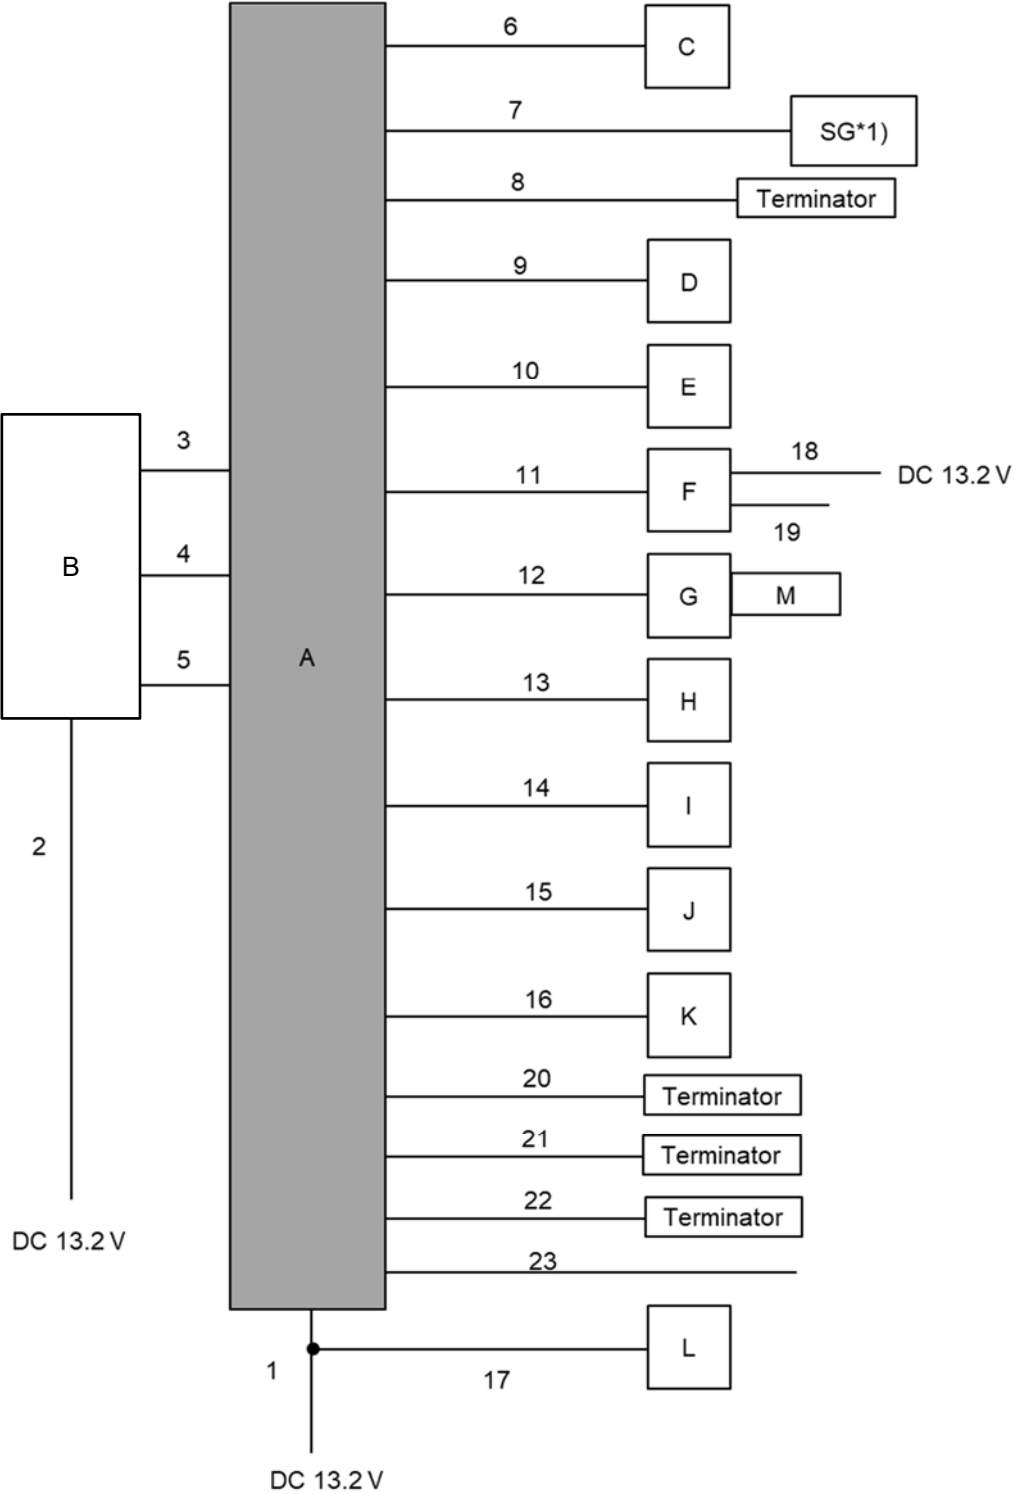 6
C
7
SG*1)
8
Terminator
9
D
10
E
3
11
F
18
DC 13.2 V
19
B
4
12
G
M
5
A
13
H
14
I
2
15
J
16
K
20
Terminator
21
Terminator
22
Terminator
DC 13.2 V
23
1
17
L
DC 13.2 V